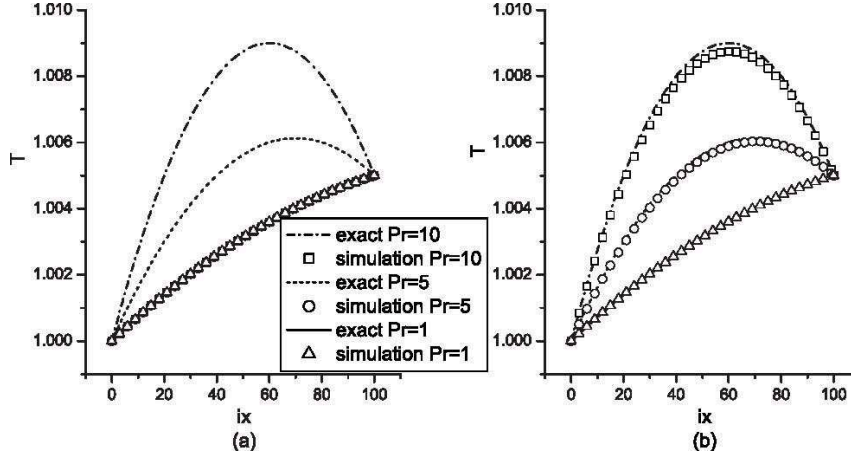 1.010
1.008
1.006
1.004
1.002
1.000
T
0
20
40
60
80
100
ix
(a)
exact Pr=10
simulation Pr=10
exact Pr=5
simulation Pr=5
exact Pr=1
simulation Pr=1
1.010
1.008
1.006
1.004
1.002
1.000
T
0
20
40
60
80
100
ix
(b)